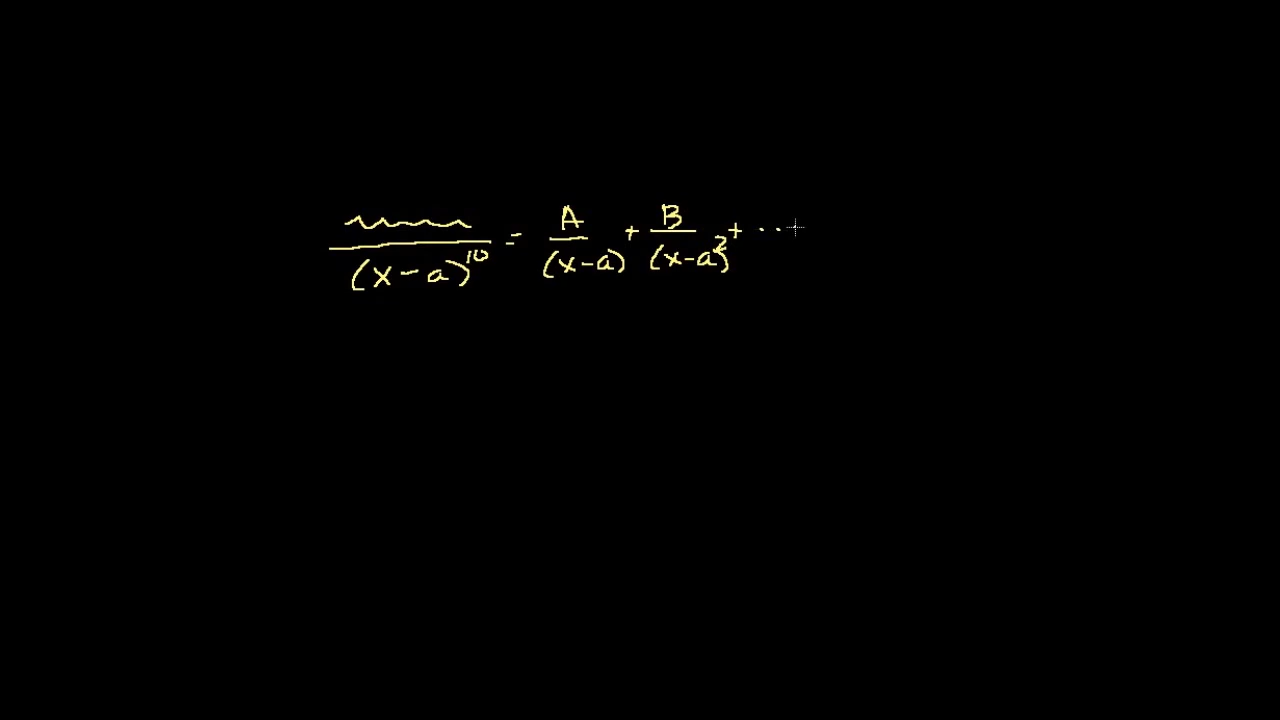 /(x-a)^10 = A/(x-a) + B/(x-a)^2 + ...